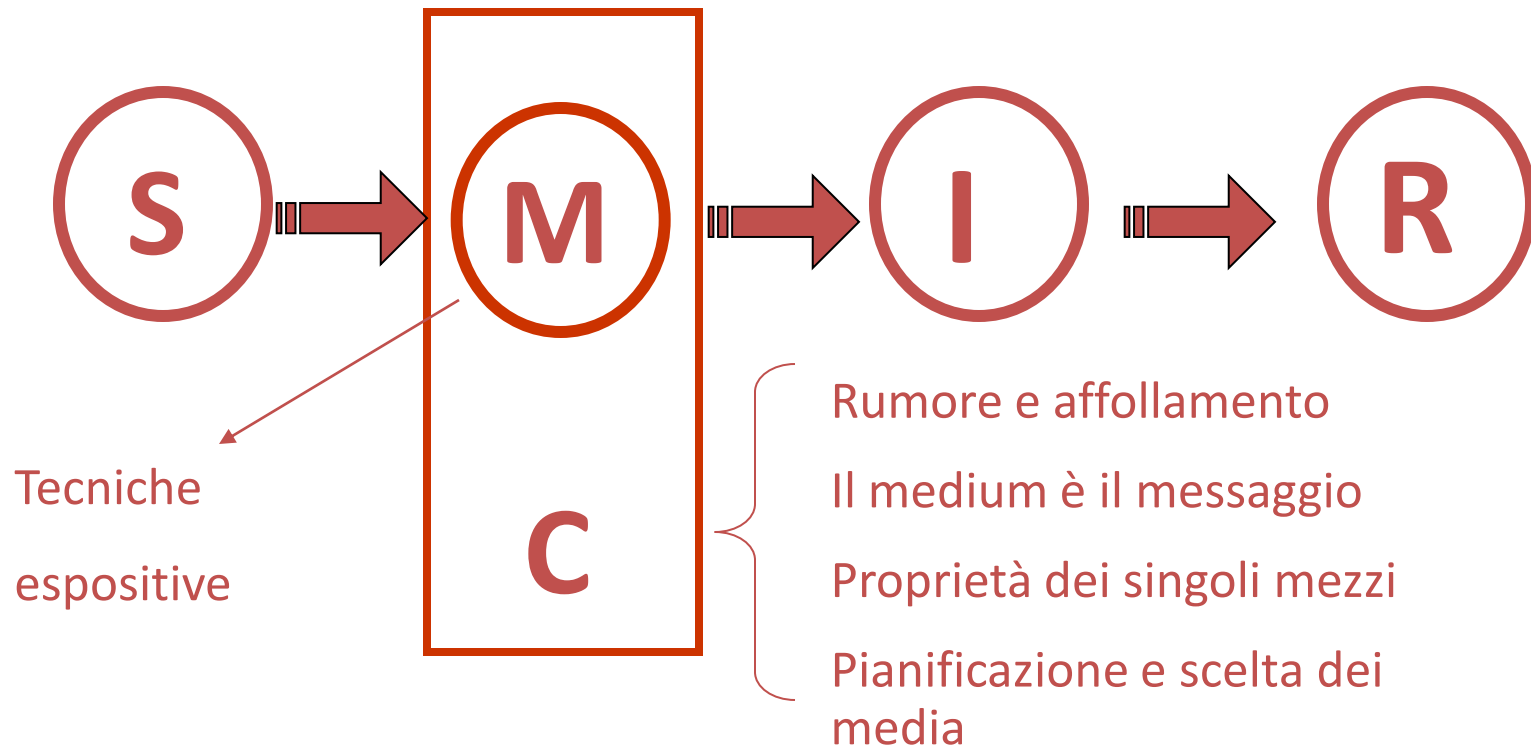 S
M
I
R
Tecniche
espositive
C
Rumore e affollamento
Il medium è il messaggio
Proprietà dei singoli mezzi
Pianificazione e scelta dei
media